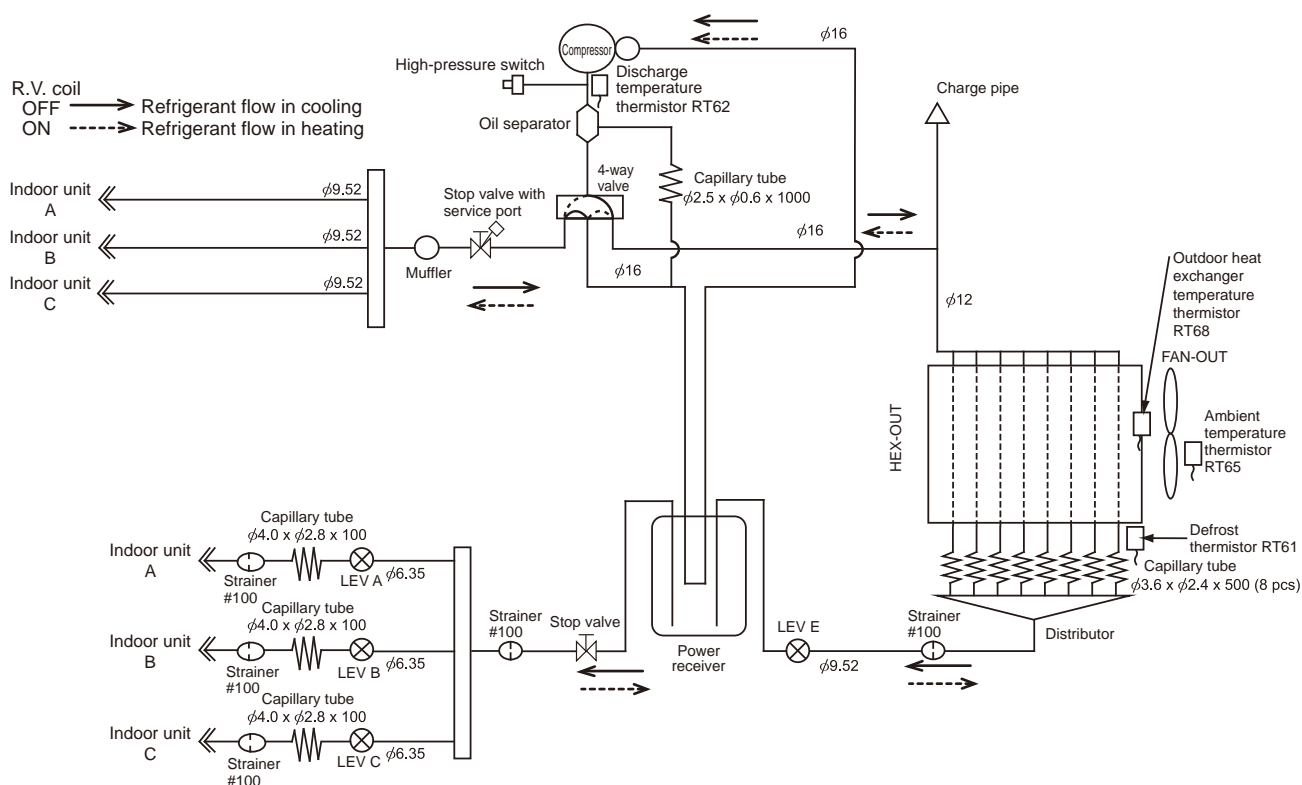 Compressor
ϕ16
High-pressure switch
Discharge
temperature
thermistor RT62
R.V. coil
OFF Refrigerant flow in cooling
ON Refrigerant flow in heating
Charge pipe
Oil separator
4-way
valve
Capillary tube
ϕ2.5 x ϕ0.6 x 1000
Stop valve with
service port
Indoor unit
A
ϕ9.52
Indoor unit
B
ϕ9.52
Indoor unit
C
ϕ9.52
Muffler
ϕ16
ϕ16
ϕ12
Outdoor heat
exchanger
temperature
thermistor
RT68
FAN-OUT
HEX-OUT
Ambient
temperature
thermistor
RT65
Defrost
thermistor RT61
Capillary tube
ϕ3.6 x ϕ2.4 x 500 (8 pcs)
Distributor
Strainer
#100
ϕ9.52
LEV E
Power
receiver
Stop valve
Strainer
#100
Capillary tube
ϕ4.0 x ϕ2.8 x 100
Indoor unit
A
Strainer
#100
LEV A
ϕ6.35
Capillary tube
ϕ4.0 x ϕ2.8 x 100
Indoor unit
B
Strainer
#100
LEV B
ϕ6.35
Capillary tube
ϕ4.0 x ϕ2.8 x 100
Indoor unit
C
Strainer
#100
LEV C
ϕ6.35